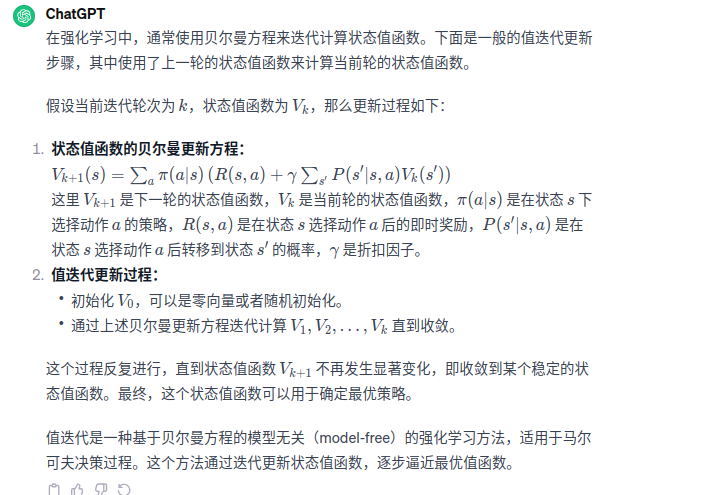 ChatGPT
在强化学习中，通常使用贝尔曼方程来迭代计算状态值函数。下面是一般的值迭代更新
步骤，其中使用了上一轮的状态值函数来计算当前轮的状态值函数。
假设当前迭代轮次为 k，状态值函数为 V_k，那么更新过程如下：
1. 状态值函数的贝尔曼更新方程：
V_{k+1}(s) = ∑_a π(a|s) (R(s, a) + γ ∑_{s′} P(s′|s, a)V_k(s′))
这里 V_{k+1} 是下一轮的状态值函数，V_k 是当前轮的状态值函数，π(a|s) 是在状态 s 下
选择动作 a 的策略，R(s, a) 是在状态 s 选择动作 a 后的即时奖励，P(s′|s, a) 是在
状态 s 选择动作 a 后转移到状态 s′ 的概率，γ 是折扣因子。
2. 值迭代更新过程：
• 初始化 V_0，可以是零向量或者随机初始化。
• 通过上述贝尔曼更新方程迭代计算 V_1, V_2, . . . , V_k 直到收敛。
这个过程反复进行，直到状态值函数 V_{k+1} 不再发生显著变化，即收敛到某个稳定的状
态值函数。最终，这个状态值函数可以用于确定最优策略。
值迭代是一种基于贝尔曼方程的模型无关（model-free）的强化学习方法，适用于马尔
可夫决策过程。这个方法通过迭代更新状态值函数，逐步逼近最优值函数。